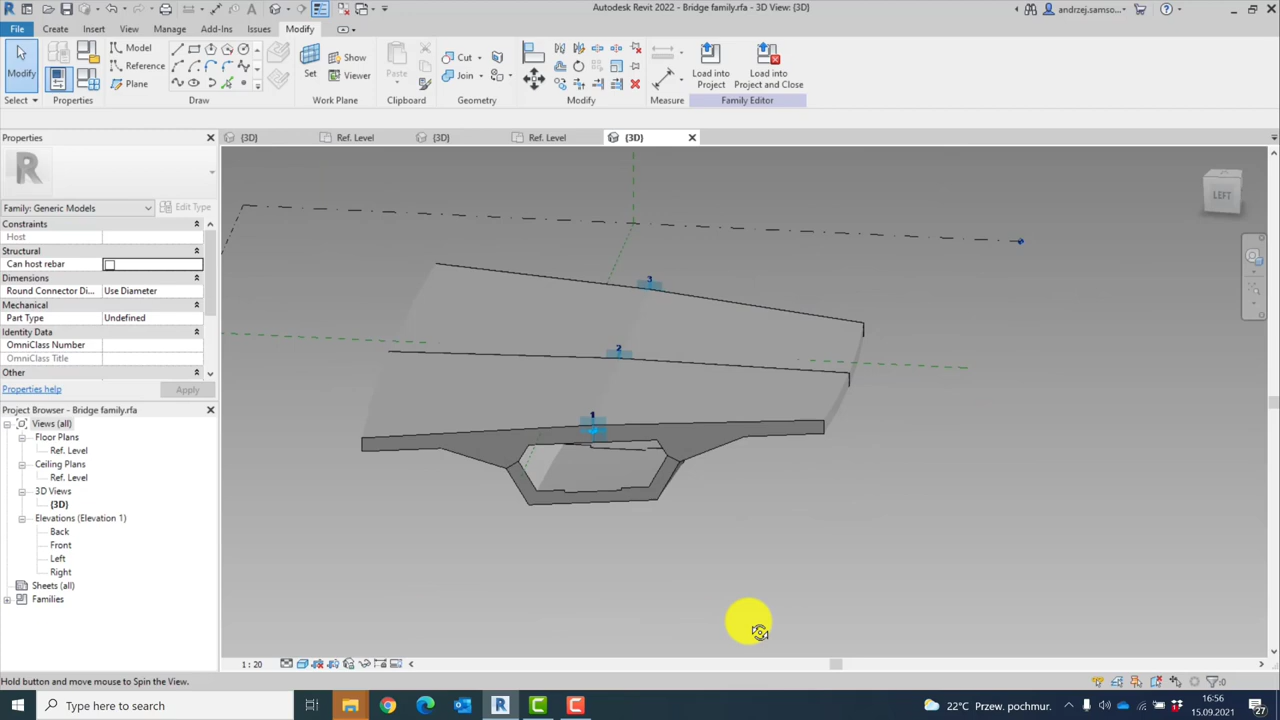 Autodesk Revit 2022 - Bridge family.rfa - 3D View: {3D}
andrzej.samso...
File Create Insert View Manage Add-Ins Issues Modify
Modify
Select
Properties
Model
Reference
Plane
Draw
Set
Show
Viewer
Work Plane
Paste
Clipboard
Cut
Join
Geometry
Modify
Measure
Load into
Project
Load into
Project and Close
Family Editor
Properties
{3D} Ref. Level {3D} Ref. Level {3D}
LEFT
Family: Generic Models
Edit Type
Constraints
Host
Structural
Can host rebar
Dimensions
Round Connector Di... Use Diameter
Mechanical
Part Type Undefined
Identity Data
OmniClass Number
OmniClass Title
Other
Properties help Apply
Project Browser - Bridge family.rfa
Views (all)
Floor Plans
Ref. Level
Ceiling Plans
Ref. Level
3D Views
{3D}
Elevations (Elevation 1)
Back
Front
Left
Right
Sheets (all)
Families
3
2
1
1 : 20
Hold button and move mouse to Spin the View.
:0
Type here to search
22°C Przew. pochmur.
16:56
15.09.2021
27